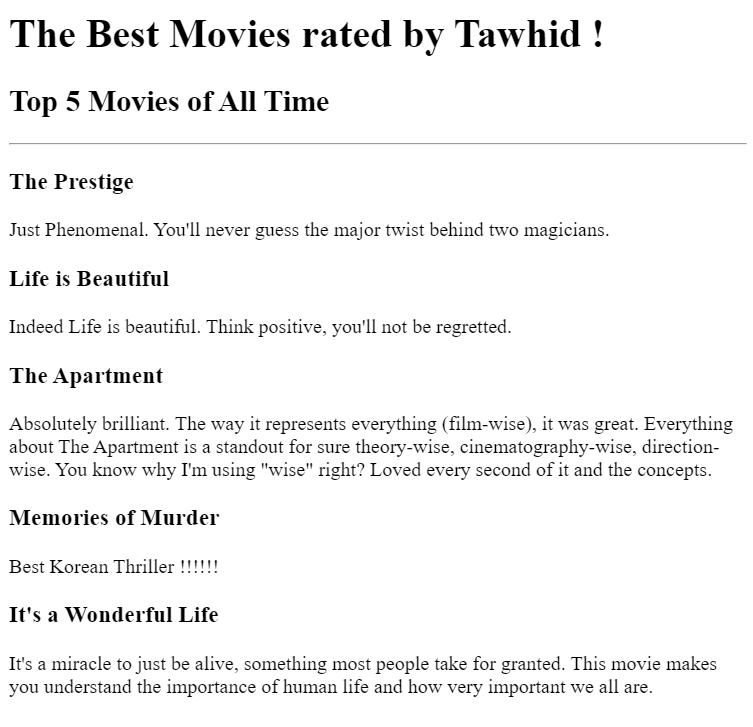 The Best Movies rated by Tawhid !
Top 5 Movies of All Time
The Prestige
Just Phenomenal. You'll never guess the major twist behind two magicians.
Life is Beautiful
Indeed Life is beautiful. Think positive, you'll not be regretted.
The Apartment
Absolutely brilliant. The way it represents everything (film-wise), it was great. Everything
about The Apartment is a standout for sure theory-wise, cinematography-wise, direction-
wise. You know why I'm using "wise" right? Loved every second of it and the concepts.
Memories of Murder
Best Korean Thriller !!!!!!
It's a Wonderful Life
It's a miracle to just be alive, something most people take for granted. This movie makes
you understand the importance of human life and how very important we all are.